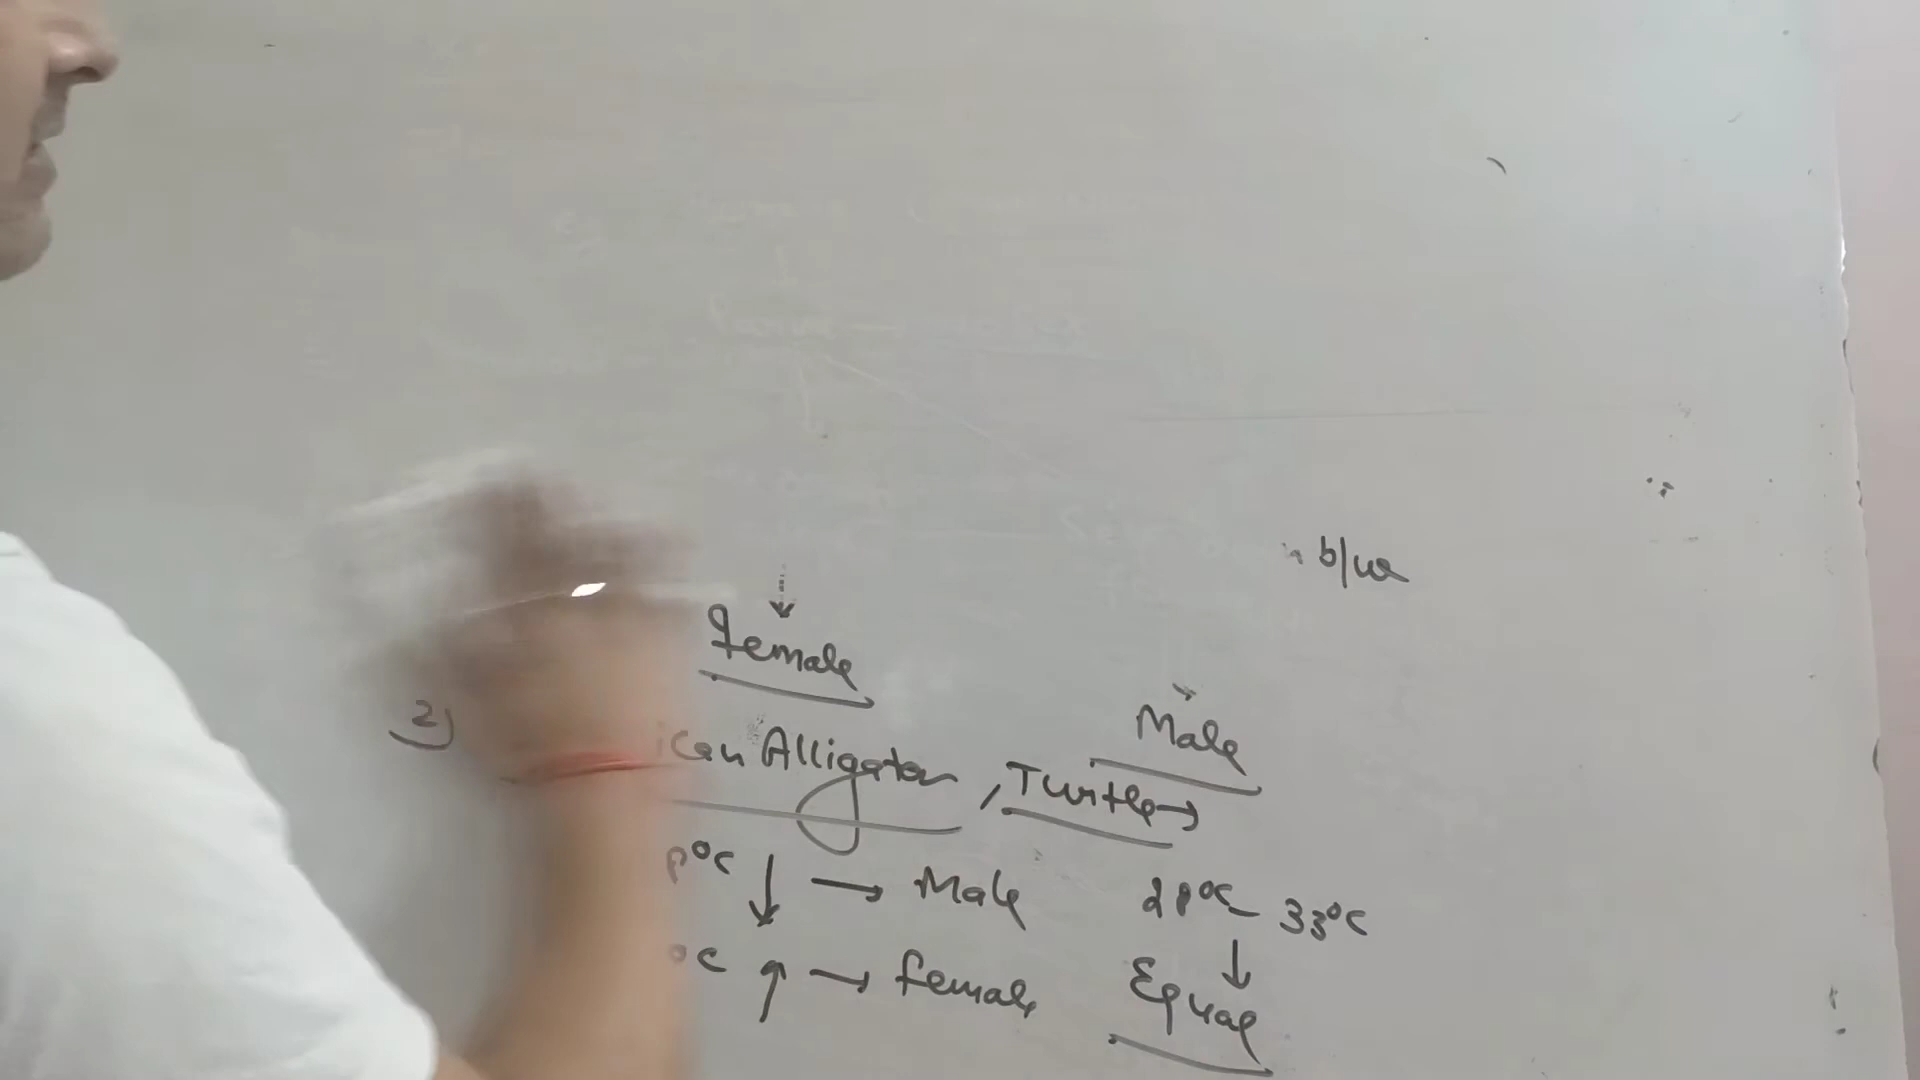 b/w
Female
Male
2) ican Alligator, Turtle →
°C ↓ → Male
28°C - 33°C
°C ↑ → female
↓
Equal